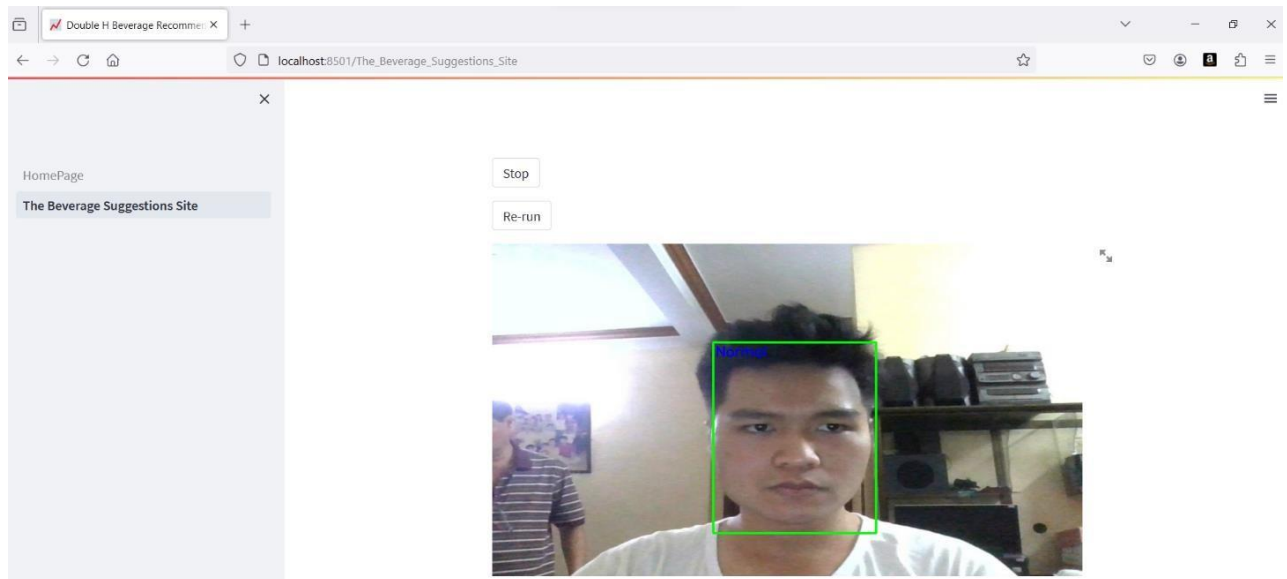 Double H Beverage Recommen
localhost:8501/The_Beverage_Suggestions_Site
HomePage
The Beverage Suggestions Site
Stop
Re-run
Normal